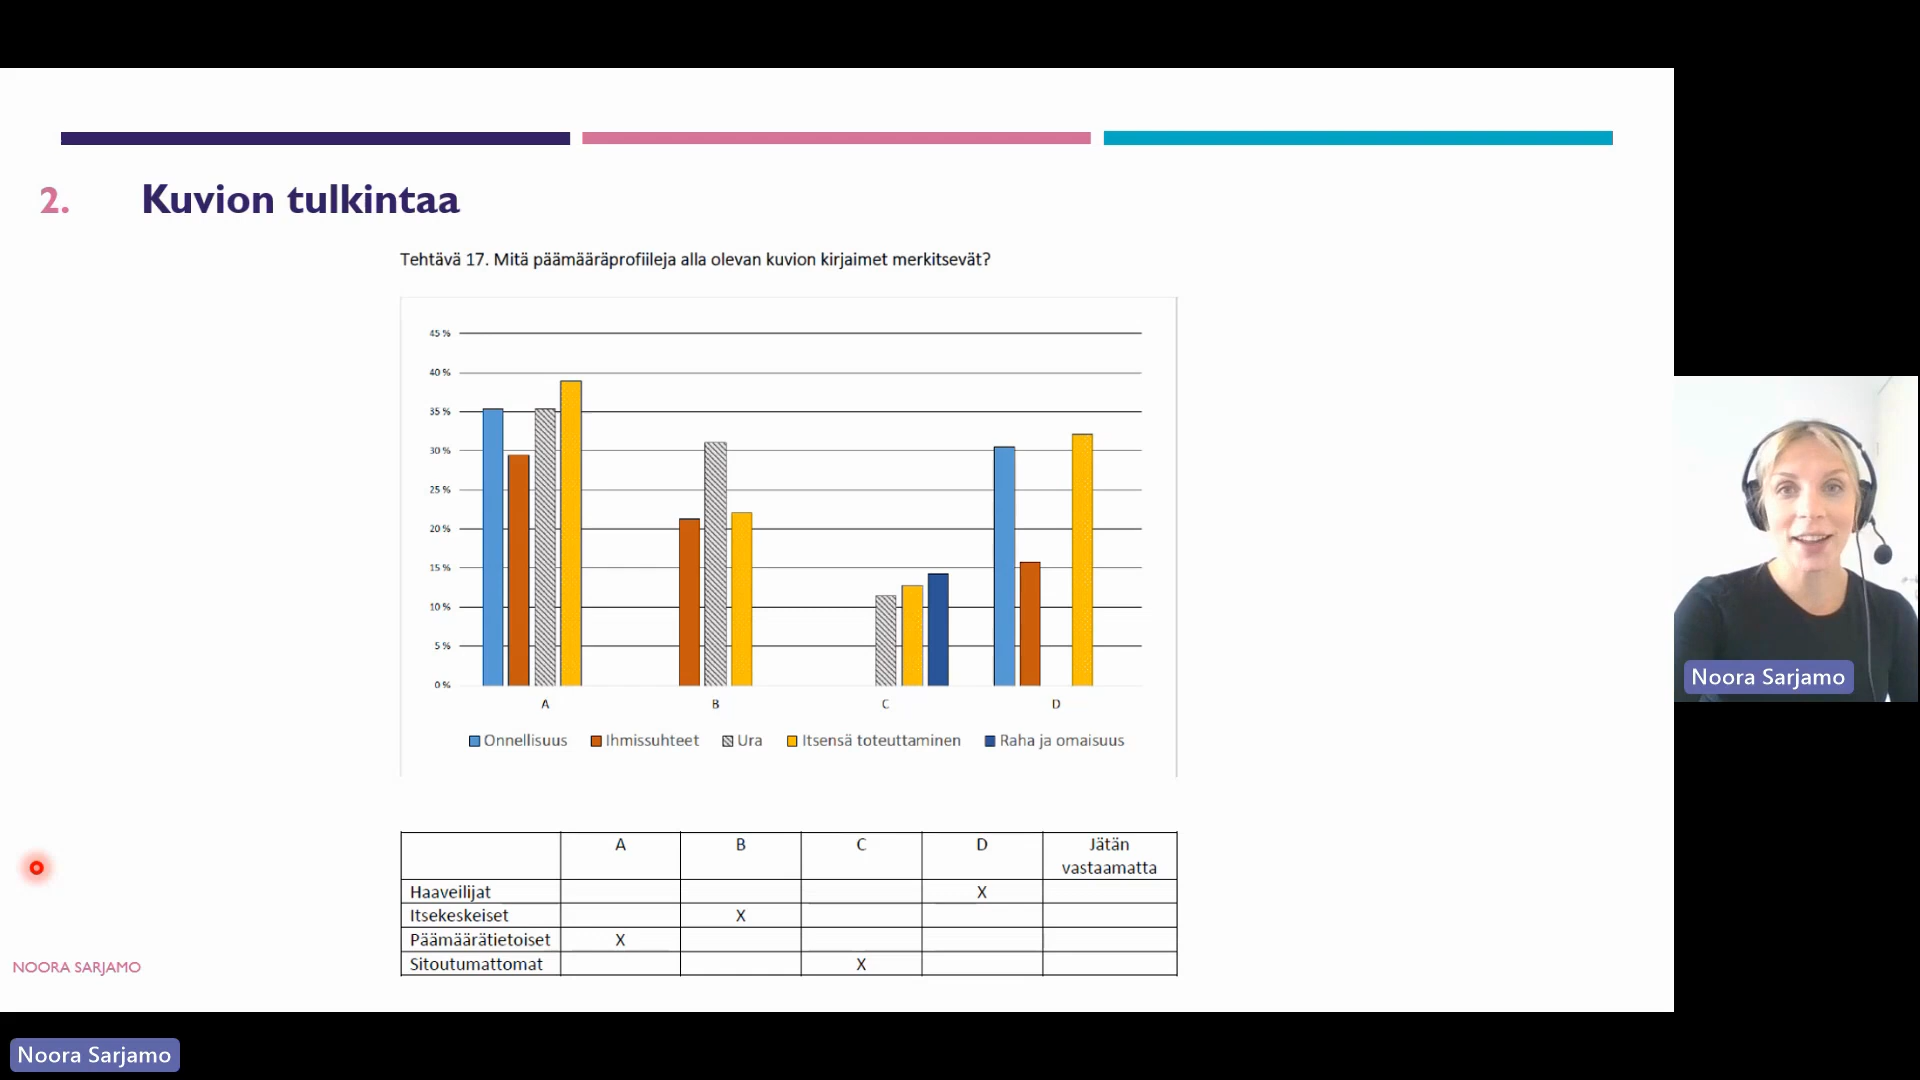 2. Kuvion tulkintaa
Tehtävä 17. Mitä päämääräprofiileja alla olevan kuvion kirjaimet merkitsevät?
45 %
40 %
35 %
30 %
25 %
20 %
15 %
10 %
5 %
0 %
A B C D
Onnellisuus Ihmissuhteet Ura Itsensä toteuttaminen Raha ja omaisuus
A B C D Jätän
vastaamatta
Haaveilijat X
Itsekeskeiset X
Päämäärätietoiset X
Sitoutumattomat X
NOORA SARJAMO
Noora Sarjamo
Noora Sarjamo